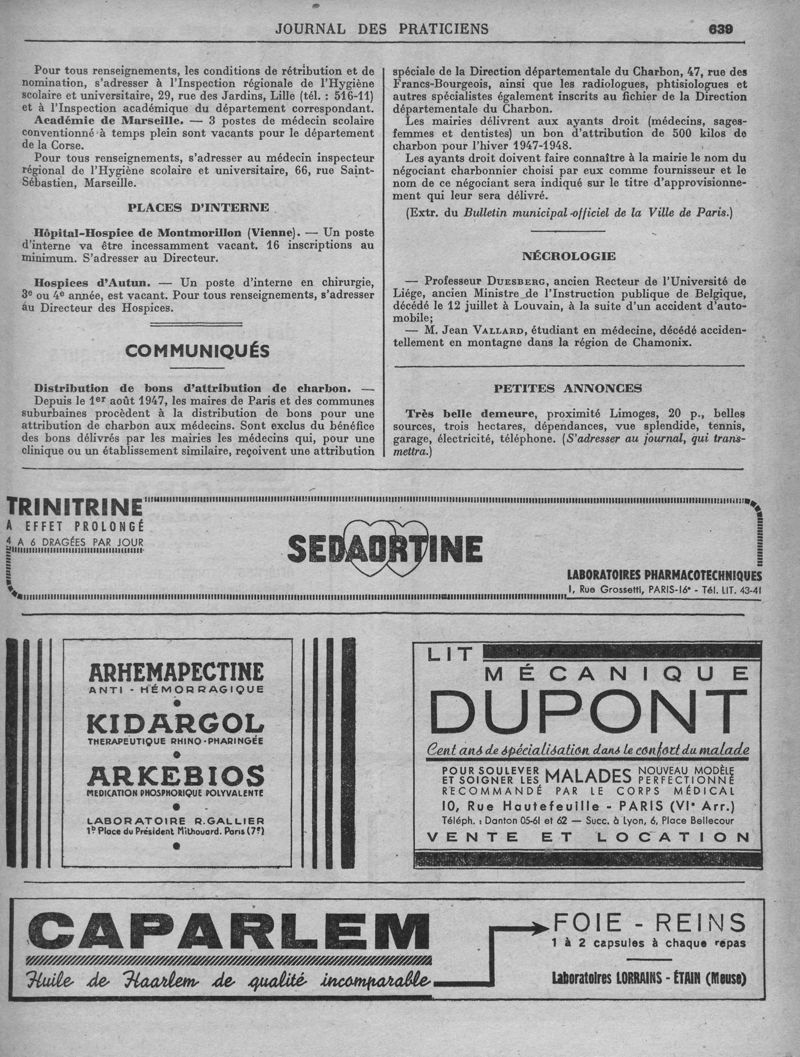 JOURNAL DES PRATICIENS
639
Pour tous renseignements, les conditions de rétribution et de
nomination, s'adresser à l'Inspection régionale de l'Hygiène
scolaire et universitaire, 29, rue des Jardins, Lille (tél. : 516-11)
et à l'Inspection académique du département correspondant.
Académie de Marseille. — 3 postes de médecin scolaire
conventionné à temps plein sont vacants pour le département
de la Corse.
Pour tous renseignements, s'adresser au médecin inspecteur
régional de l'Hygiène scolaire et universitaire, 66, rue Saint-
Sébastien, Marseille.
PLACES D'INTERNE
Hôpital-Hospice de Montmorillon (Vienne). — Un poste
d'interne va être incessamment vacant. 16 inscriptions au
minimum. S'adresser au Directeur.
Hospices d'Autun. — Un poste d'interne en chirurgie,
3e ou 4e année, est vacant. Pour tous renseignements, s'adresser
au Directeur des Hospices.
COMMUNIQUÉS
Distribution de bons d'attribution de charbon. —
Depuis le 1er août 1947, les maires de Paris et des communes
suburbaines procèdent à la distribution de bons pour une
attribution de charbon aux médecins. Sont exclus du bénéfice
des bons délivrés par les mairies les médecins qui, pour une
clinique ou un établissement similaire, reçoivent une attribution
spéciale de la Direction départementale du Charbon, 47, rue des
Francs-Bourgeois, ainsi que les radiologues, phtisiologues et
autres spécialistes également inscrits au fichier de la Direction
départementale du Charbon.
Les mairies délivrent aux ayants droit (médecins, sages-
femmes et dentistes) un bon d'attribution de 500 kilos de
charbon pour l'hiver 1947-1948.
Les ayants droit doivent faire connaître à la mairie le nom du
négociant charbonnier choisi par eux comme fournisseur et le
nom de ce négociant sera indiqué sur le titre d'approvisionne-
ment qui leur sera délivré.
(Extr. du Bulletin municipal officiel de la Ville de Paris.)
NÉCROLOGIE
— Professeur DUESBERG, ancien Recteur de l'Université de
Liége, ancien Ministre de l'Instruction publique de Belgique,
décédé le 12 juillet à Louvain, à la suite d'un accident d'auto-
mobile;
— M. Jean VALLARD, étudiant en médecine, décédé acciden-
tellement en montagne dans la région de Chamonix.
PETITES ANNONCES
Très belle demeure, proximité Limoges, 20 p., belles
sources, trois hectares, dépendances, vue splendide, tennis,
garage, électricité, téléphone. (S'adresser au journal, qui trans-
mettra.)
TRINITRINE
A EFFET PROLONGÉ
4 A 6 DRAGÉES PAR JOUR
SEDAORTINE
LABORATOIRES PHARMACOTECHNIQUES
1, Rue Grossetti, PARIS-16e - Tél. LIT. 43-41
ARHEMAPECTINE
ANTI - HÉMORRAGIQUE
KIDARGOL
THERAPEUTIQUE RHINO-PHARINGÉE
ARKEBIOS
MEDICATION PHOSPHORIQUE POLYVALENTE
LABORATOIRE R. GALLIER
1b Place du Président Mithouard. Paris (7e)
LIT
MÉCANIQUE
DUPONT
Cent ans de spécialisation dans le confort du malade
POUR SOULEVER
ET SOIGNER LES
MALADES
NOUVEAU MODÈLE
PERFECTIONNÉ
RECOMMANDÉ PAR LE CORPS MÉDICAL
10, Rue Hautefeuille - PARIS (VIe Arr.)
Téléph. : Danton 05-61 et 62 — Succ. à Lyon, 6, Place Bellecour
VENTE ET LOCATION
CAPARLEM
Huile de Haarlem de qualité incomparable
FOIE - REINS
1 à 2 capsules à chaque repas
Laboratoires LORRAINS - ÉTAIN (Meuse)